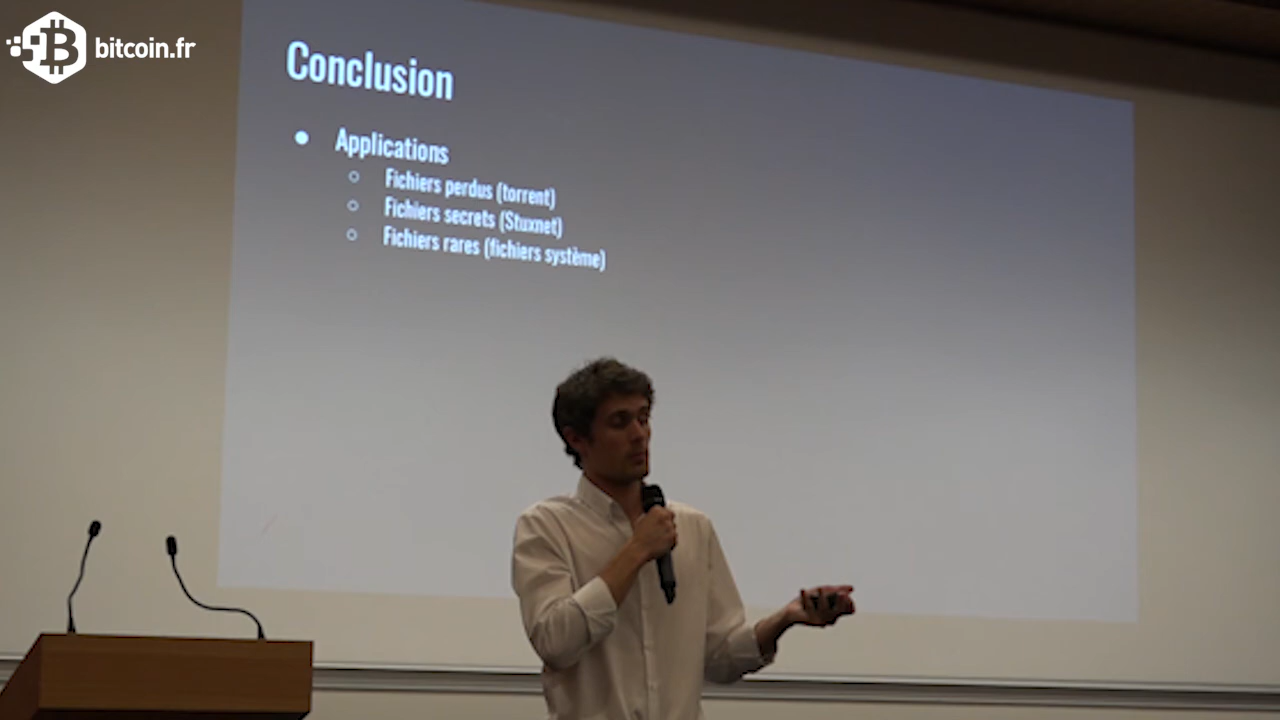 bitcoin.fr
Conclusion
Applications
Fichiers perdus (torrent)
Fichiers secrets (Stuxnet)
Fichiers rares (fichiers système)